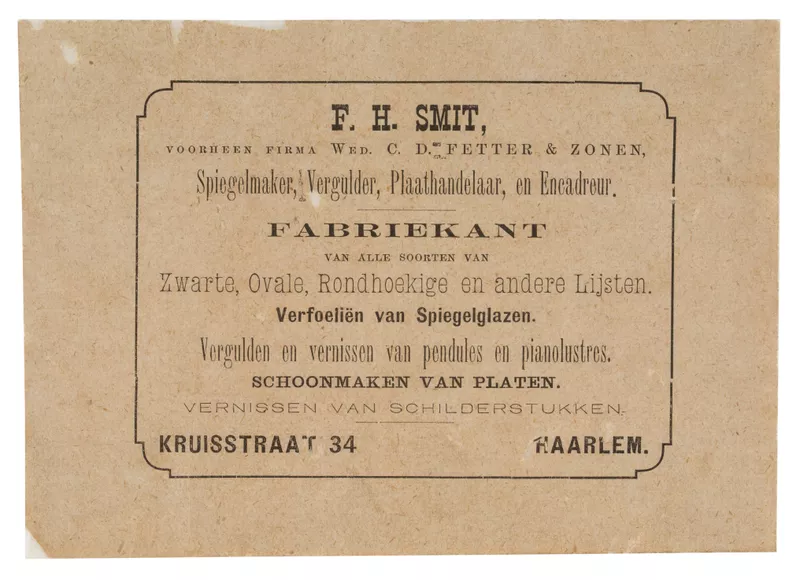 F. H. SMIT,
VOORHEEN FIRMA WED. C. D. FETTER & ZONEN,
Spiegelmaker, Vergulder, Plaathandelaar, en Encadreur.
FABRIEKANT
VAN ALLE SOORTEN VAN
Zwarte, Ovale, Rondhoekige en andere Lijsten.
Verfoeliën van Spiegelglazen.
Vergulden en vernissen van pendules en pianolustres.
SCHOONMAKEN VAN PLATEN.
VERNISSEN VAN SCHILDERSTUKKEN.
KRUISSTRAAT 34 HAARLEM.